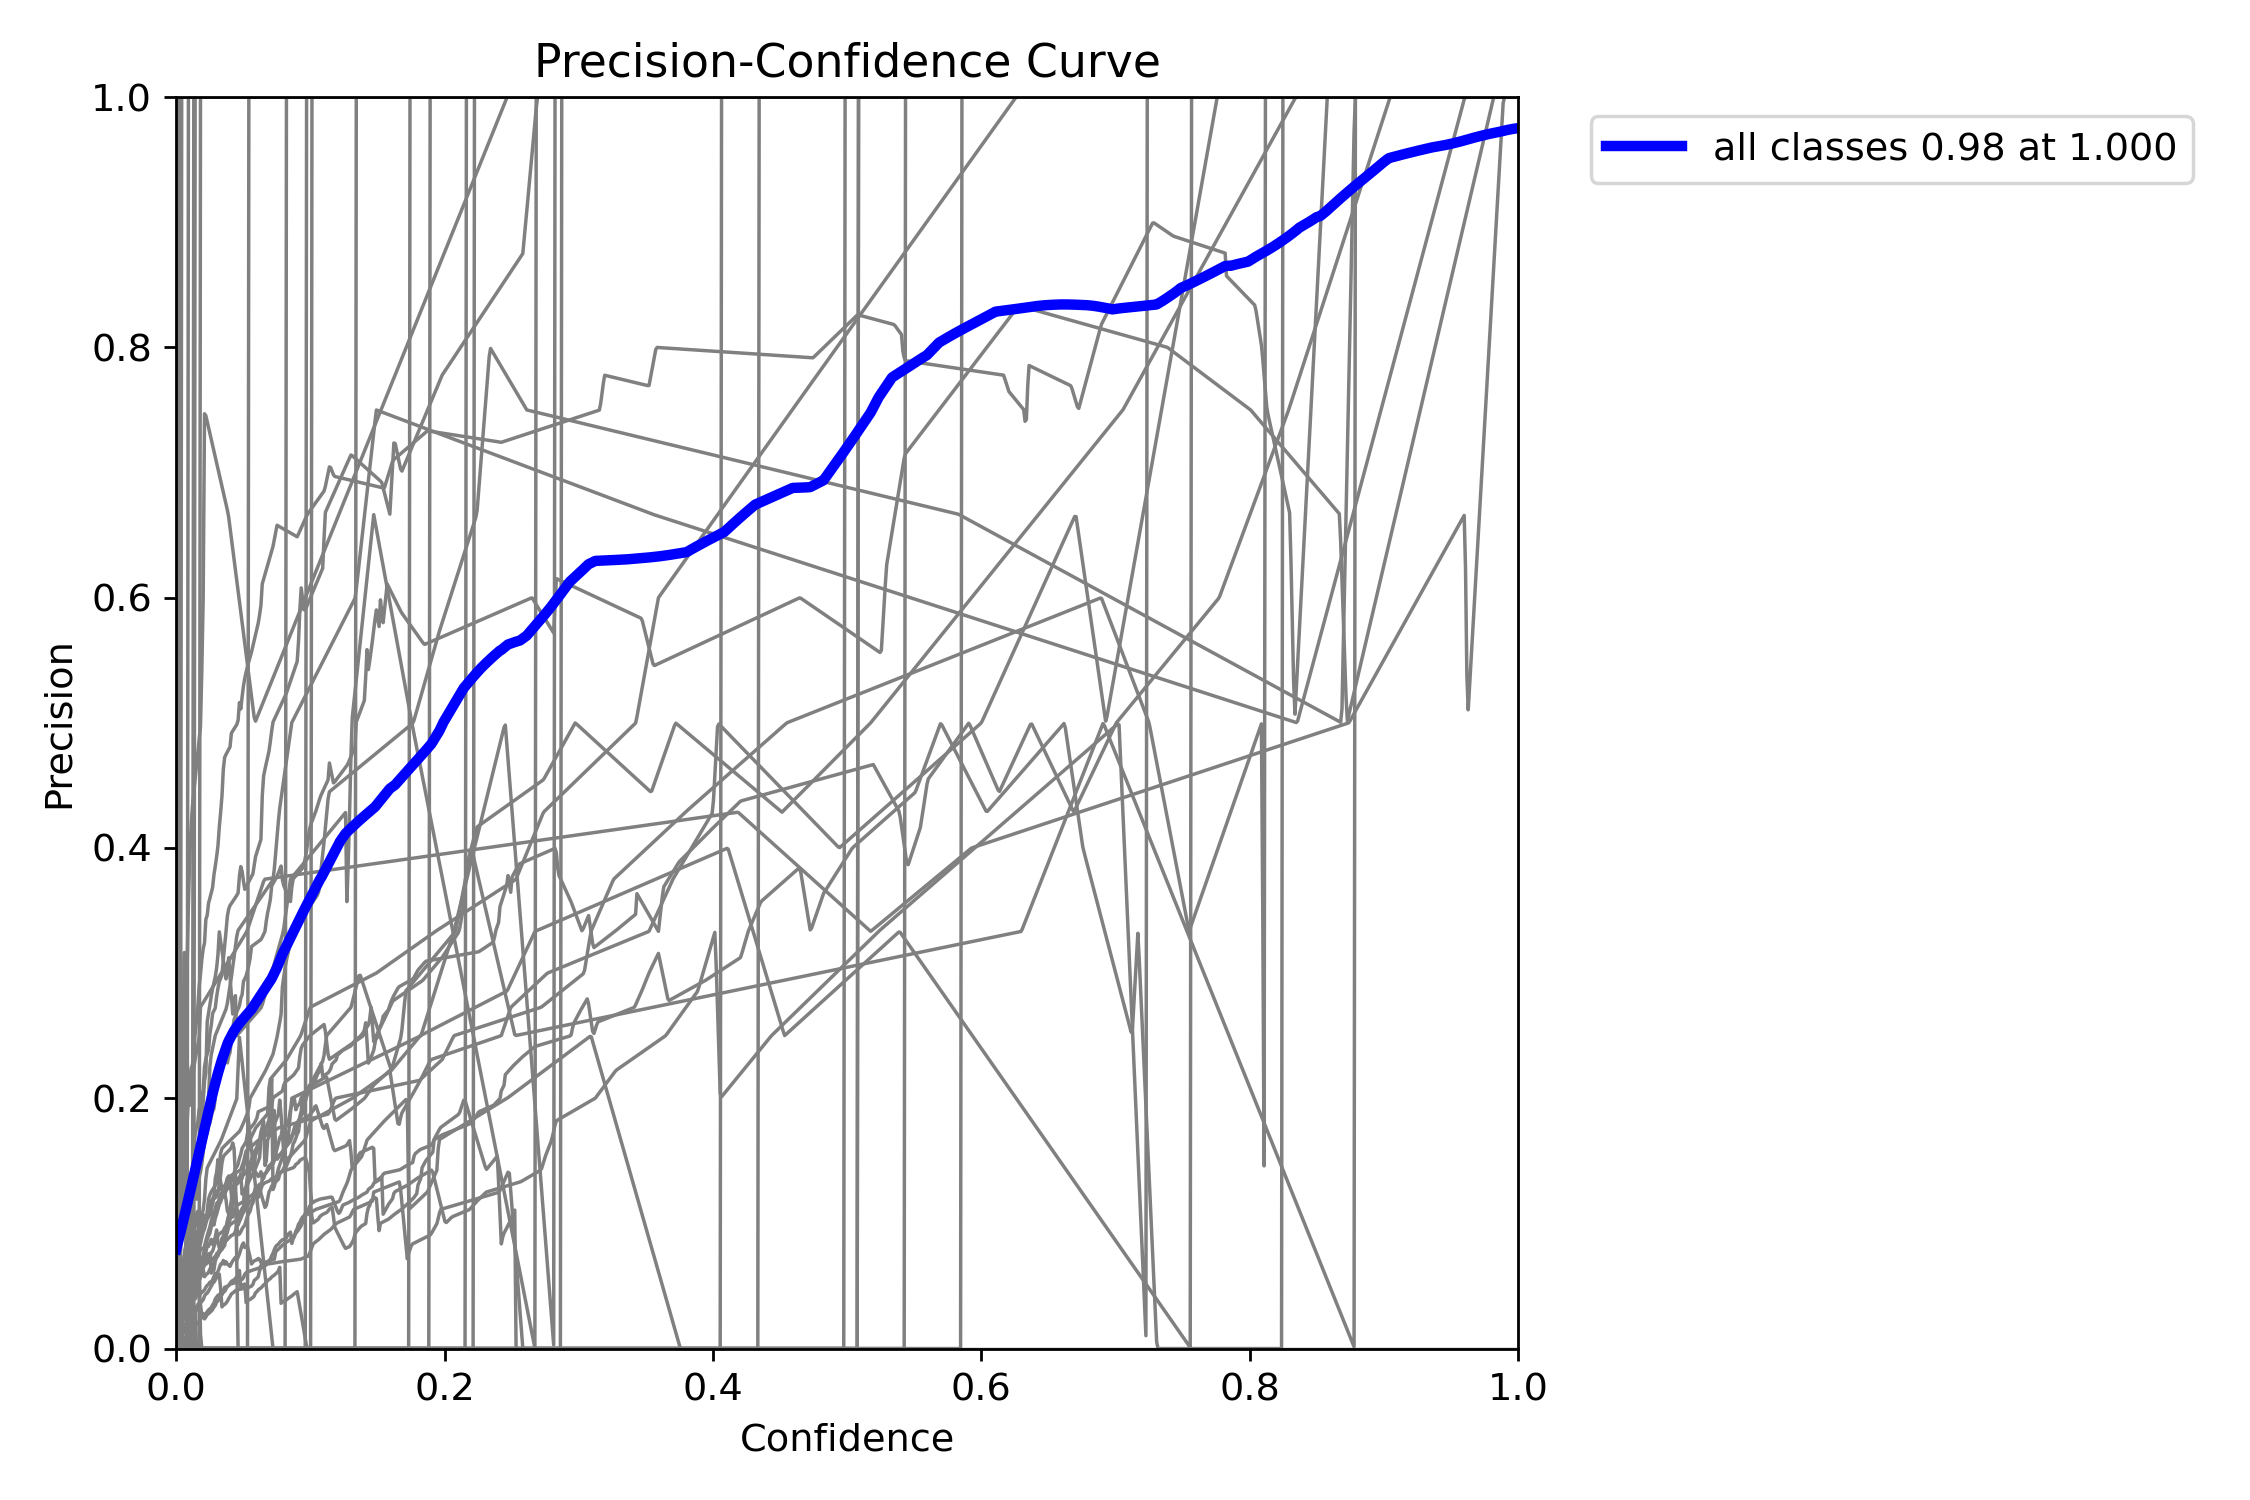 Precision-Confidence Curve
all classes 0.98 at 1.000
Precision
1.0
0.8
0.6
0.4
0.2
0.0
0.0 0.2 0.4 0.6 0.8 1.0
Confidence